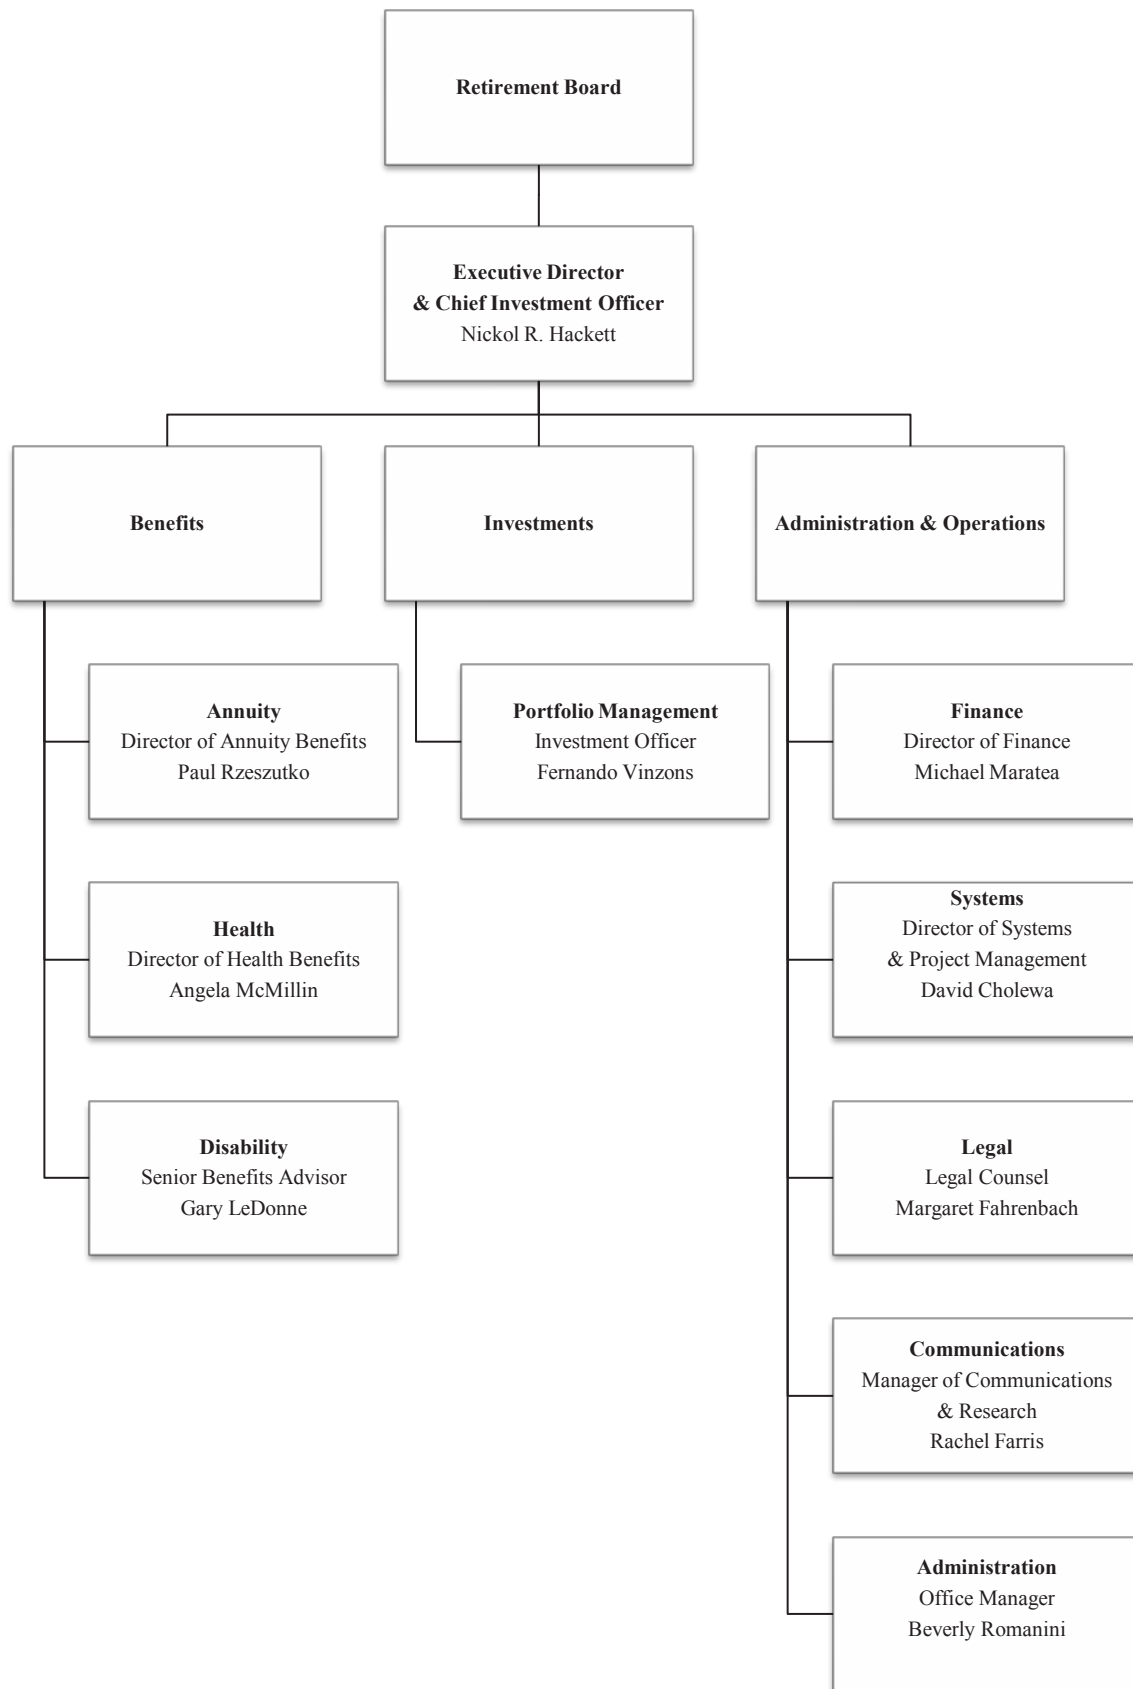 Retirement Board
Executive Director
& Chief Investment Officer
Nickol R. Hackett
Benefits
Investments
Administration & Operations
Annuity
Director of Annuity Benefits
Paul Rzeszutko
Portfolio Management
Investment Officer
Fernando Vinzons
Finance
Director of Finance
Michael Maratea
Health
Director of Health Benefits
Angela McMillin
Systems
Director of Systems
& Project Management
David Cholewa
Disability
Senior Benefits Advisor
Gary LeDonne
Legal
Legal Counsel
Margaret Fahrenbach
Communications
Manager of Communications
& Research
Rachel Farris
Administration
Office Manager
Beverly Romanini